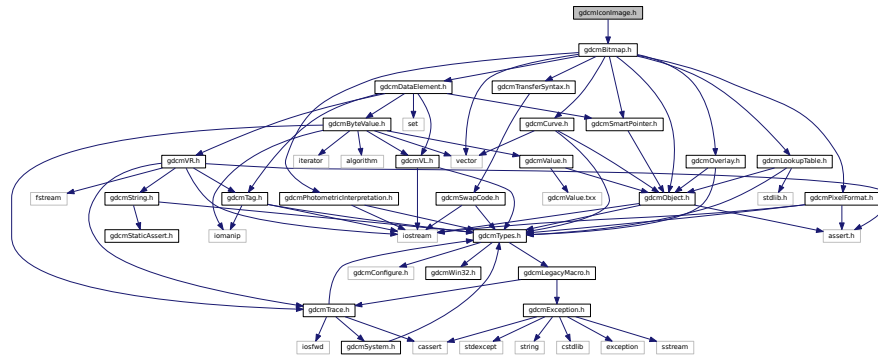 gdcmIconImage.h
gdcmBitmap.h
gdcmDataElement.h
gdcmTransferSyntax.h
gdcmByteValue.h
set
gdcmCurve.h
gdcmSmartPointer.h
gdcmVR.h
iterator
algorithm
gdcmVL.h
vector
gdcmValue.h
gdcmOverlay.h
gdcmLookupTable.h
fstream
gdcmString.h
gdcmTag.h
gdcmPhotometricInterpretation.h
gdcmSwapCode.h
gdcmValue.txx
gdcmObject.h
stdlib.h
gdcmPixelFormat.h
gdcmStaticAssert.h
iomanip
iostream
gdcmTypes.h
assert.h
gdcmConfigure.h
gdcmWin32.h
gdcmLegacyMacro.h
gdcmTrace.h
gdcmException.h
iosfwd
gdcmSystem.h
cassert
stdexcept
string
cstdlib
exception
sstream